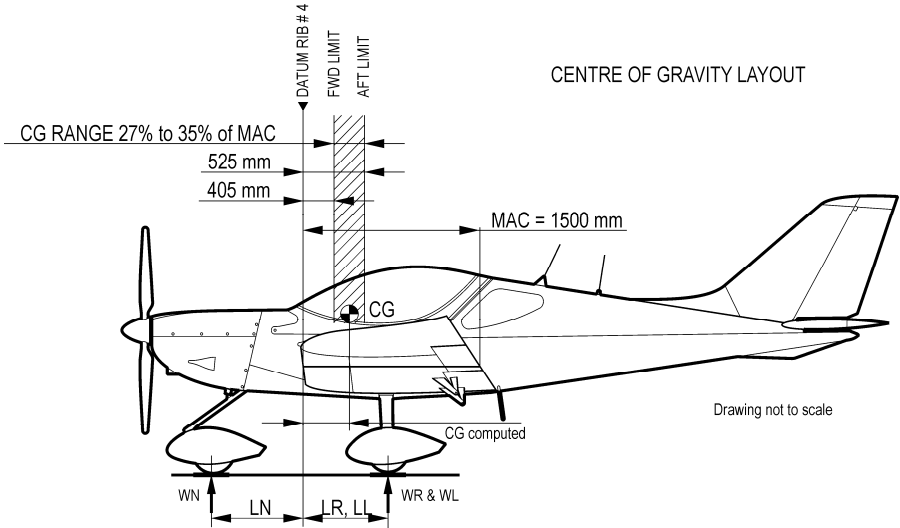 DATUM RIB # 4
FWD LIMIT
AFT LIMIT
CENTRE OF GRAVITY LAYOUT
CG RANGE 27% to 35% of MAC
525 mm
405 mm
MAC = 1500 mm
CG
Drawing not to scale
CG computed
WN
WR & WL
LN
LR, LL